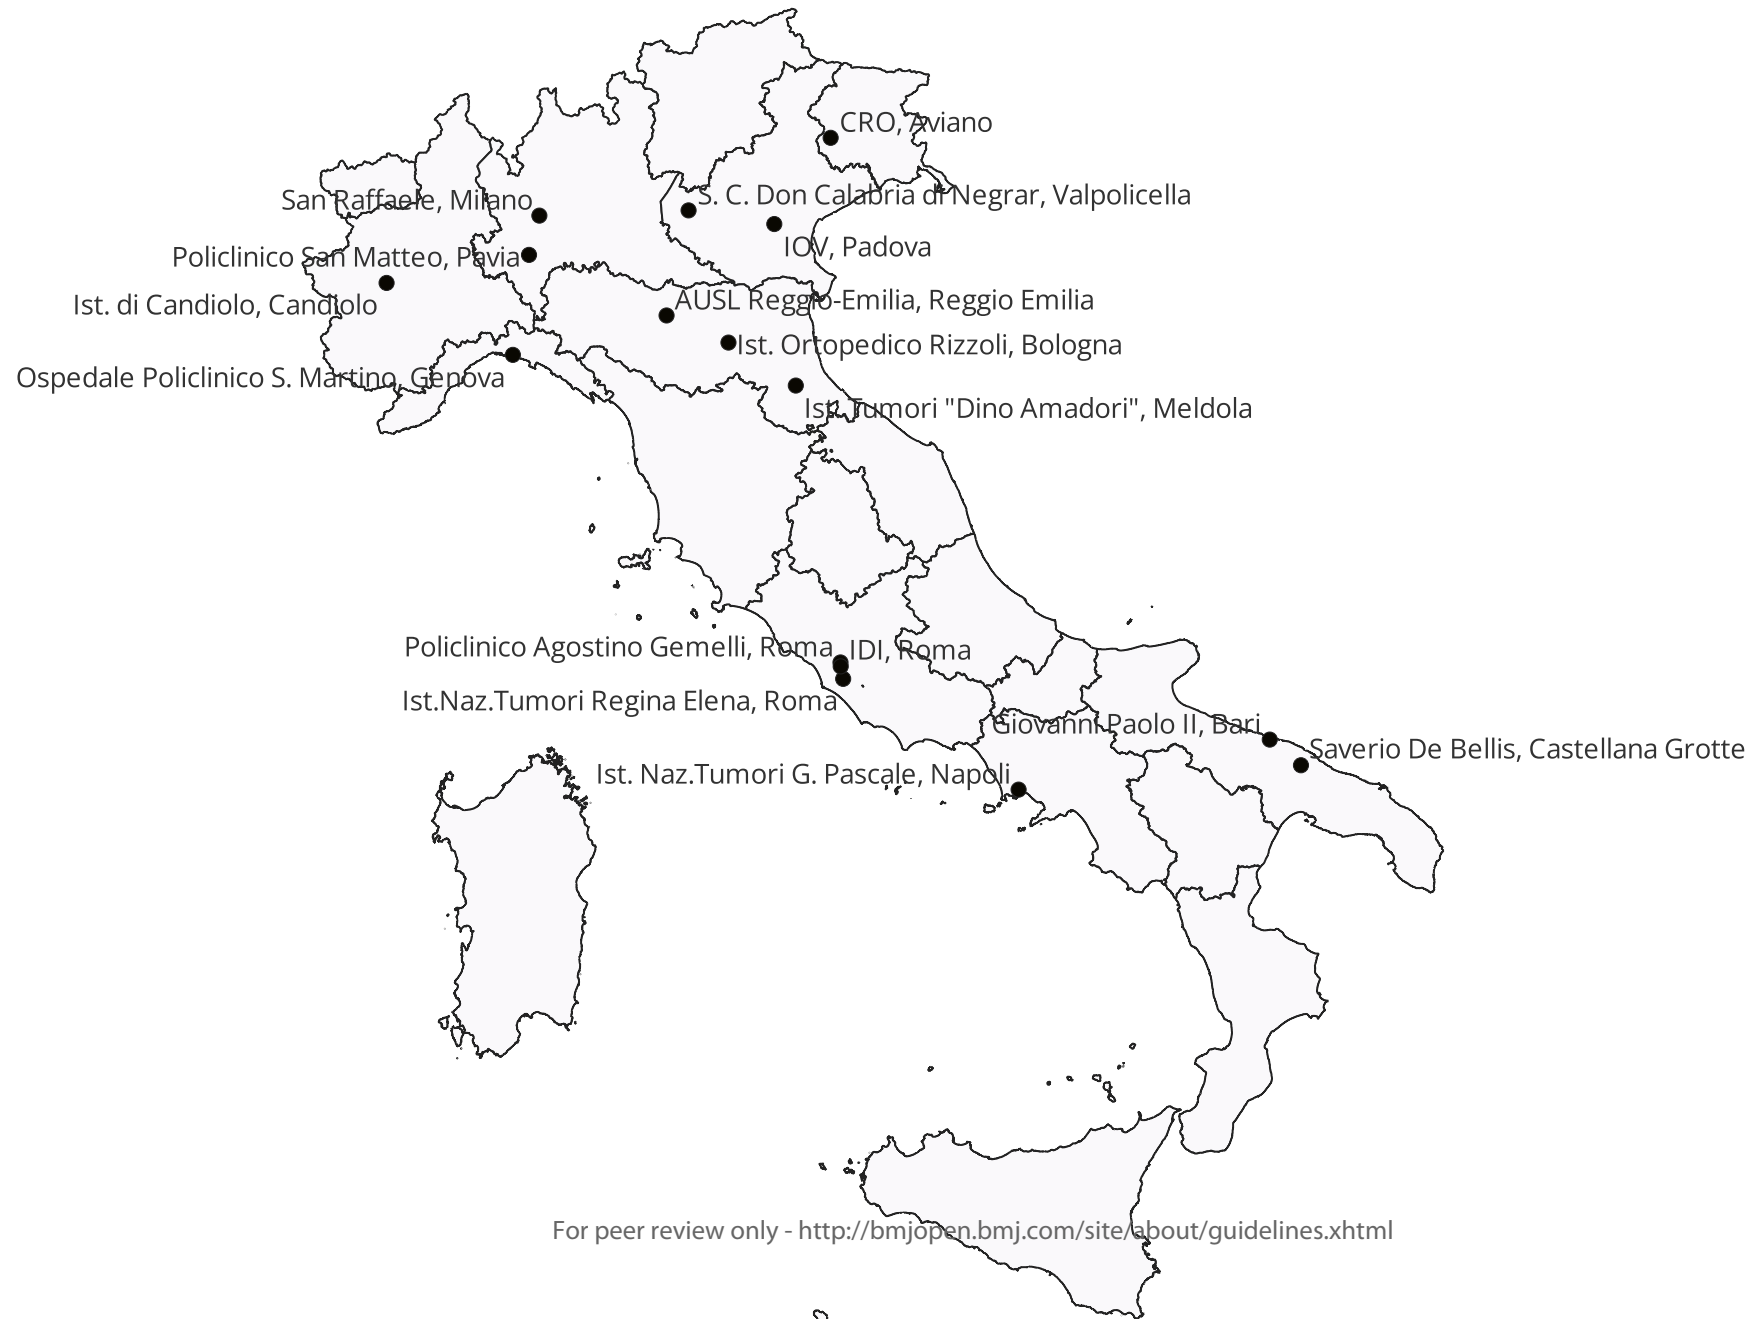 CRO, Aviano
S. C. Don Calabria di Negrar, Valpolicella
San Raffaele, Milano
IOV, Padova
Policlinico San Matteo, Pavia
AUSL Reggio-Emilia, Reggio Emilia
Ist. di Candiolo, Candiolo
Ist. Ortopedico Rizzoli, Bologna
Ospedale Policlinico S. Martino, Genova
Ist. Tumori "Dino Amadori", Meldola
Policlinico Agostino Gemelli, Roma
IDI, Roma
Ist.Naz.Tumori Regina Elena, Roma
Giovanni Paolo II, Bari
Saverio De Bellis, Castellana Grotte
Ist. Naz.Tumori G. Pascale, Napoli
For peer review only - http://bmjopen.bmj.com/site/about/guidelines.xhtml